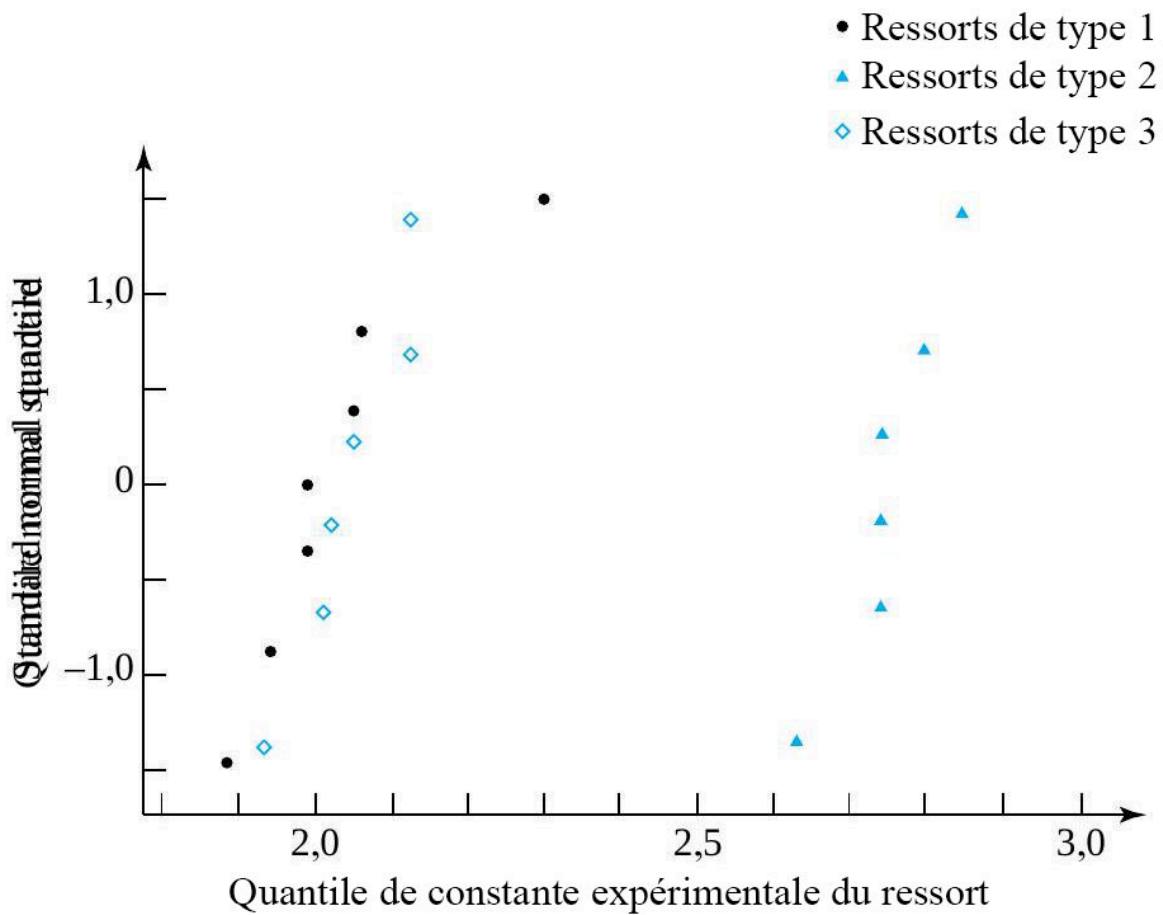 Ressorts de type 1
Ressorts de type 2
Ressorts de type 3
1,0
0
–1,0
2,0
2,5
3,0
Quantile de constante expérimentale du ressort